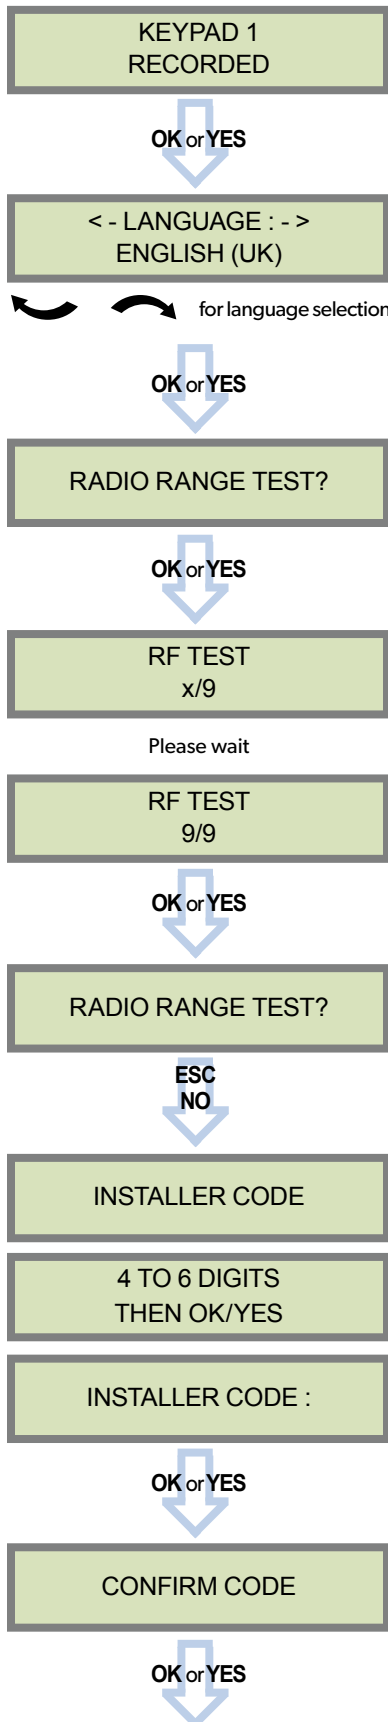 KEYPAD 1
RECORDED
OK or YES
< - LANGUAGE : - >
ENGLISH (UK)
for language selection
OK or YES
RADIO RANGE TEST?
OK or YES
RF TEST
x/9
Please wait
RF TEST
9/9
OK or YES
RADIO RANGE TEST?
ESC
NO
INSTALLER CODE
4 TO 6 DIGITS
THEN OK/YES
INSTALLER CODE :
OK or YES
CONFIRM CODE
OK or YES